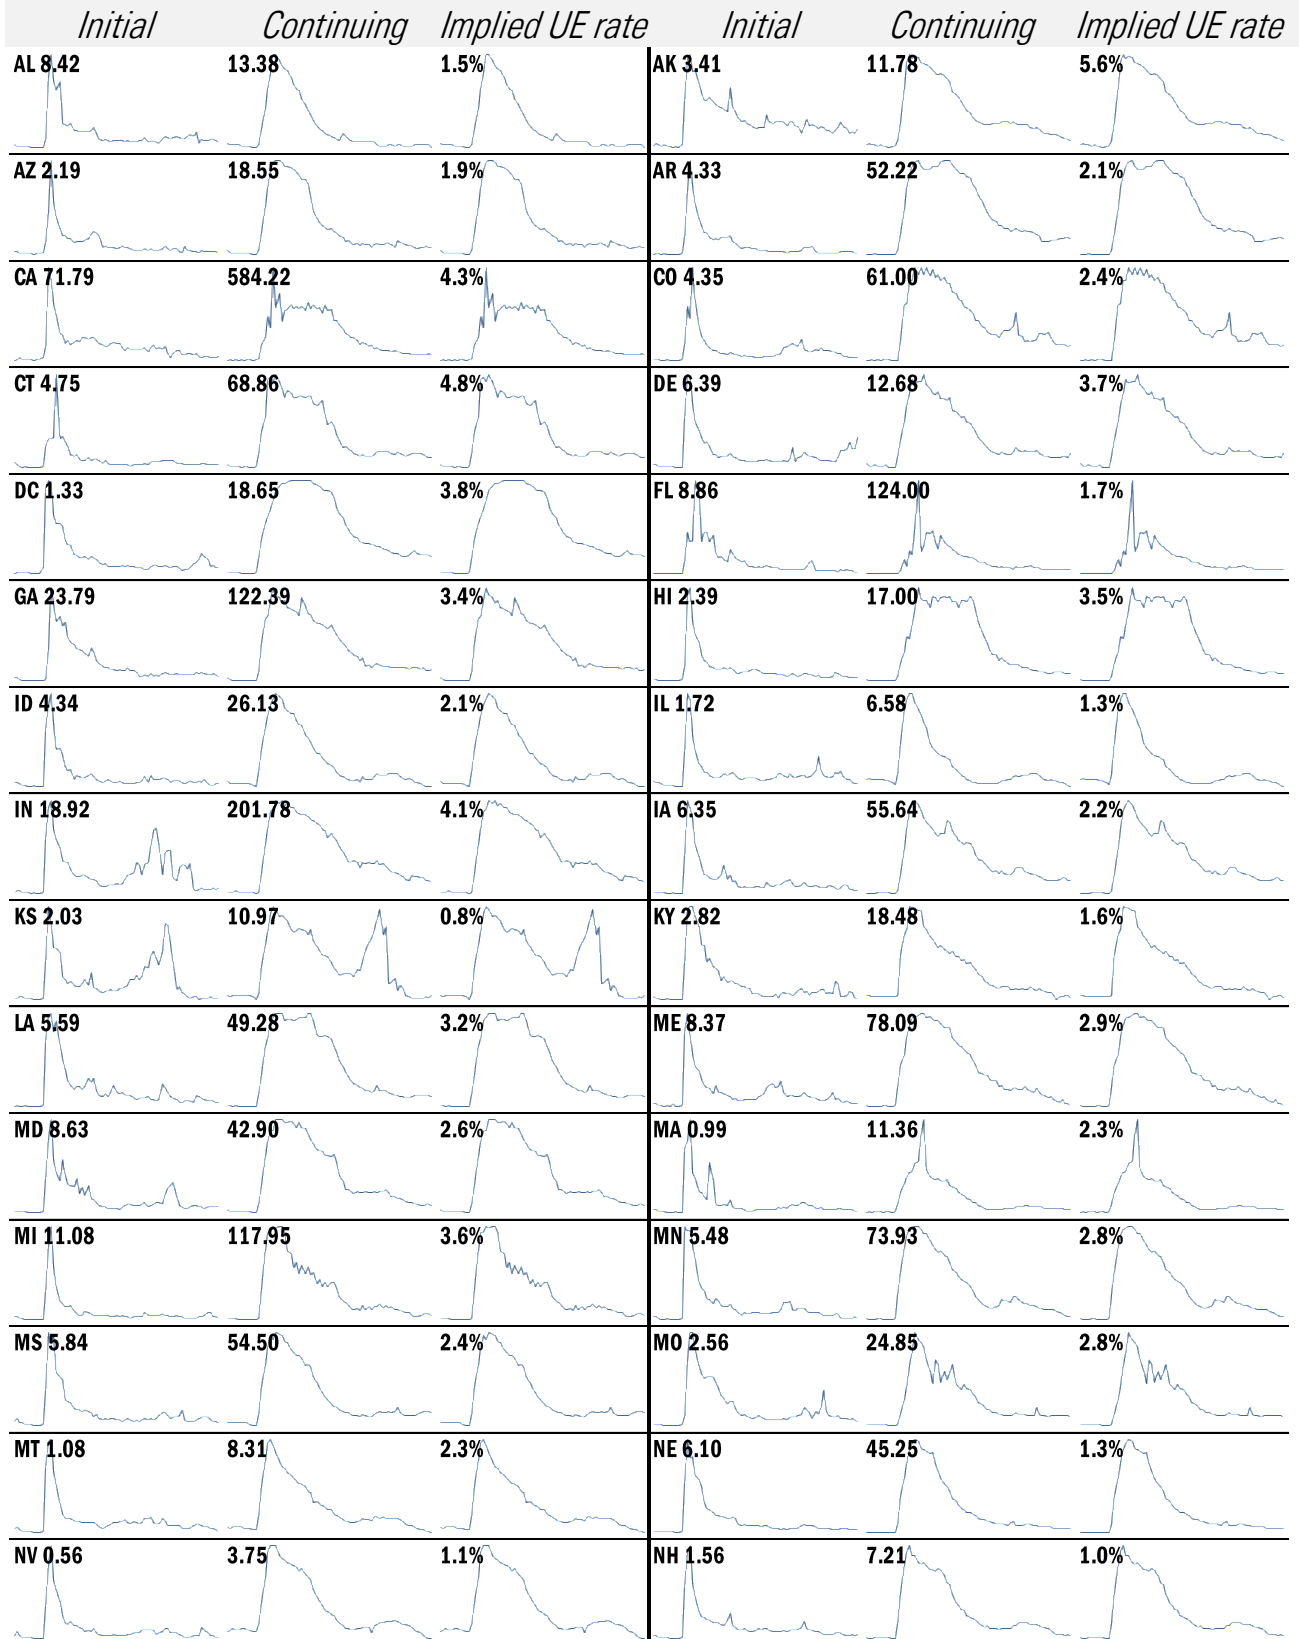 Initial Continuing Implied UE rate Initial Continuing Implied UE rate
AL 8.42 13.38 1.5% AK 3.41 11.78 5.6%
AZ 2.19 18.55 1.9% AR 4.33 52.22 2.1%
CA 71.79 584.22 4.3% CO 4.35 61.00 2.4%
CT 4.75 68.86 4.8% DE 6.39 12.68 3.7%
DC 1.33 18.65 3.8% FL 8.86 124.00 1.7%
GA 23.79 122.39 3.4% HI 2.39 17.00 3.5%
ID 4.34 26.13 2.1% IL 1.72 6.58 1.3%
IN 18.92 201.78 4.1% IA 6.35 55.64 2.2%
KS 2.03 10.97 0.8% KY 2.82 18.48 1.6%
LA 5.59 49.28 3.2% ME 8.37 78.09 2.9%
MD 8.63 42.90 2.6% MA 0.99 11.36 2.3%
MI 11.08 117.95 3.6% MN 5.48 73.93 2.8%
MS 5.84 54.50 2.4% MO 2.56 24.85 2.8%
MT 1.08 8.31 2.3% NE 6.10 45.25 1.3%
NV 0.56 3.75 1.1% NH 1.56 7.21 1.0%